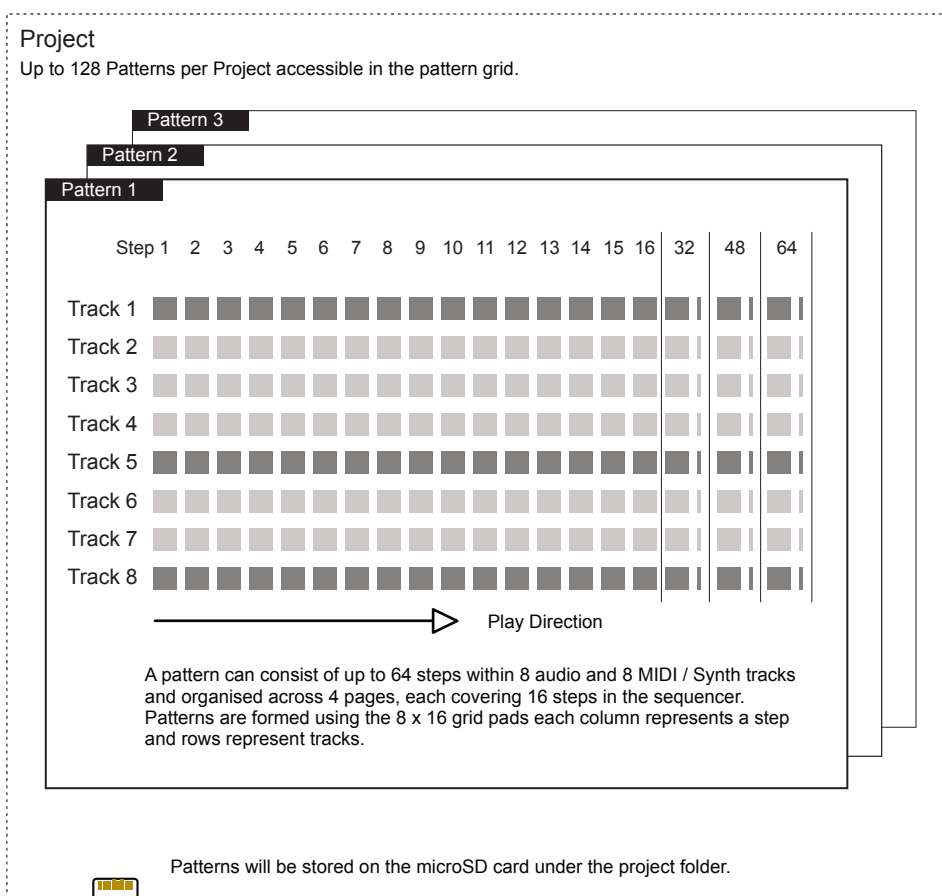 Project
Up to 128 Patterns per Project accessible in the pattern grid.
Pattern 3
Pattern 2
Pattern 1
Step 1 2 3 4 5 6 7 8 9 10 11 12 13 14 15 16 32 48 64
Track 1
Track 2
Track 3
Track 4
Track 5
Track 6
Track 7
Track 8
Play Direction
A pattern can consist of up to 64 steps within 8 audio and 8 MIDI / Synth tracks
and organised across 4 pages, each covering 16 steps in the sequencer.
Patterns are formed using the 8 x 16 grid pads each column represents a step
and rows represent tracks.
Patterns will be stored on the microSD card under the project folder.